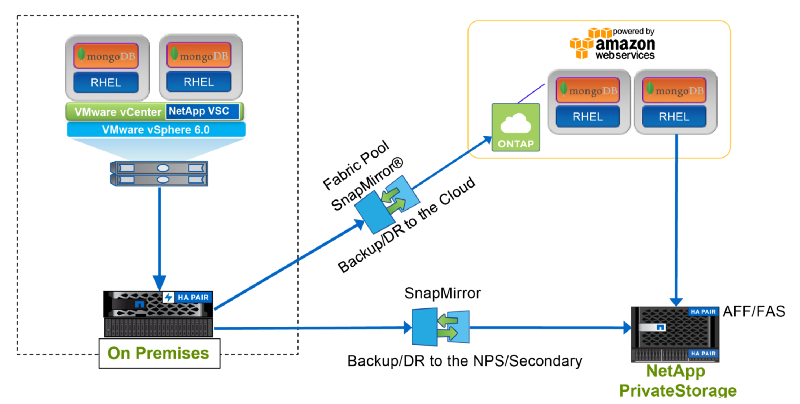 mongoDB
mongoDB
RHEL
RHEL
VMware vCenter
NetApp VSC
VMware vSphere 6.0
HA PAIR
On Premises
Fabric Pool
SnapMirror®
Backup/DR to the Cloud
SnapMirror
Backup/DR to the NPS/Secondary
powered by
amazon
webservices
ONTAP
mongoDB
mongoDB
RHEL
RHEL
HA PAIR
AFF/FAS
HA PAIR
NetApp
PrivateStorage